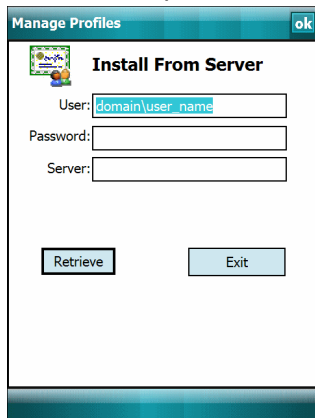 Manage Profiles ok
Install From Server
User: domain\user_name
Password:
Server:
Retrieve Exit